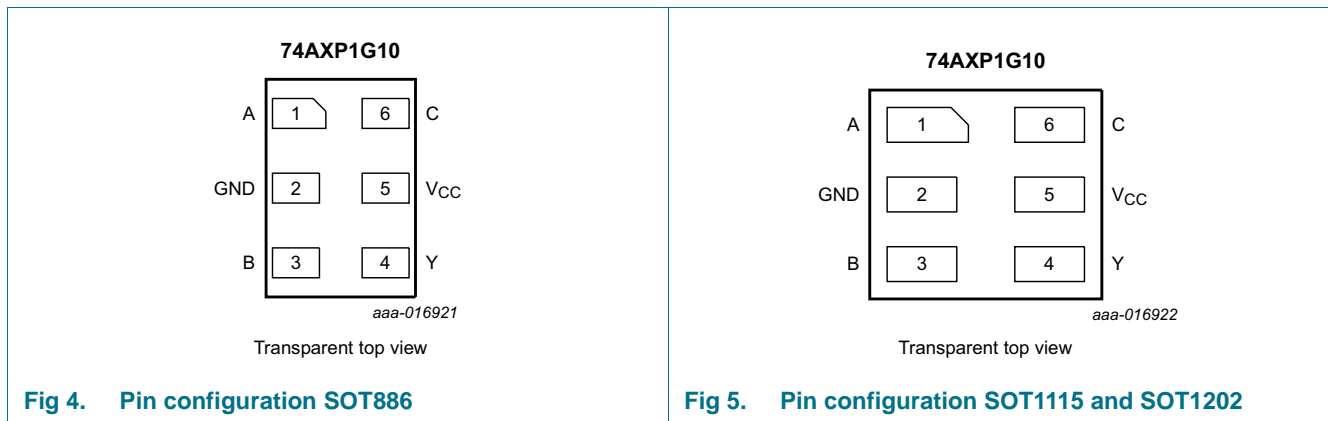 74AXP1G10
A 1 6 C
GND 2 5 VCC
B 3 4 Y
aaa-016921
Transparent top view
Fig 4. Pin configuration SOT886
74AXP1G10
A 1 6 C
GND 2 5 VCC
B 3 4 Y
aaa-016922
Transparent top view
Fig 5. Pin configuration SOT1115 and SOT1202